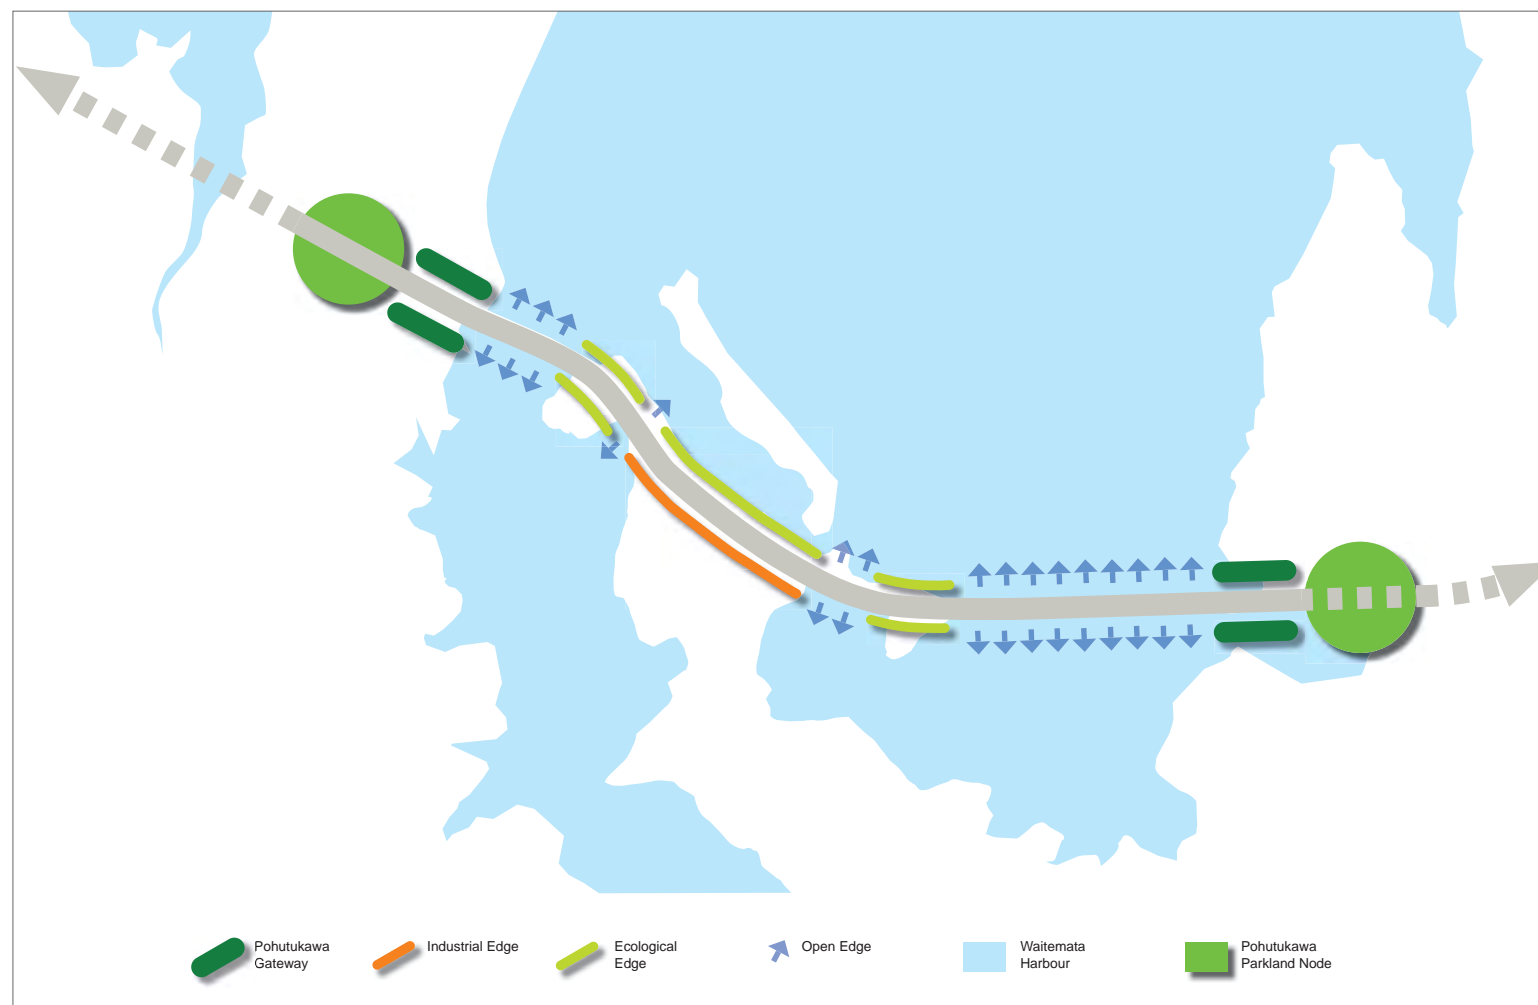 Pohutukawa
Gateway
Industrial Edge
Ecological
Edge
Open Edge
Waitemata
Harbour
Pohutukawa
Parkland Node